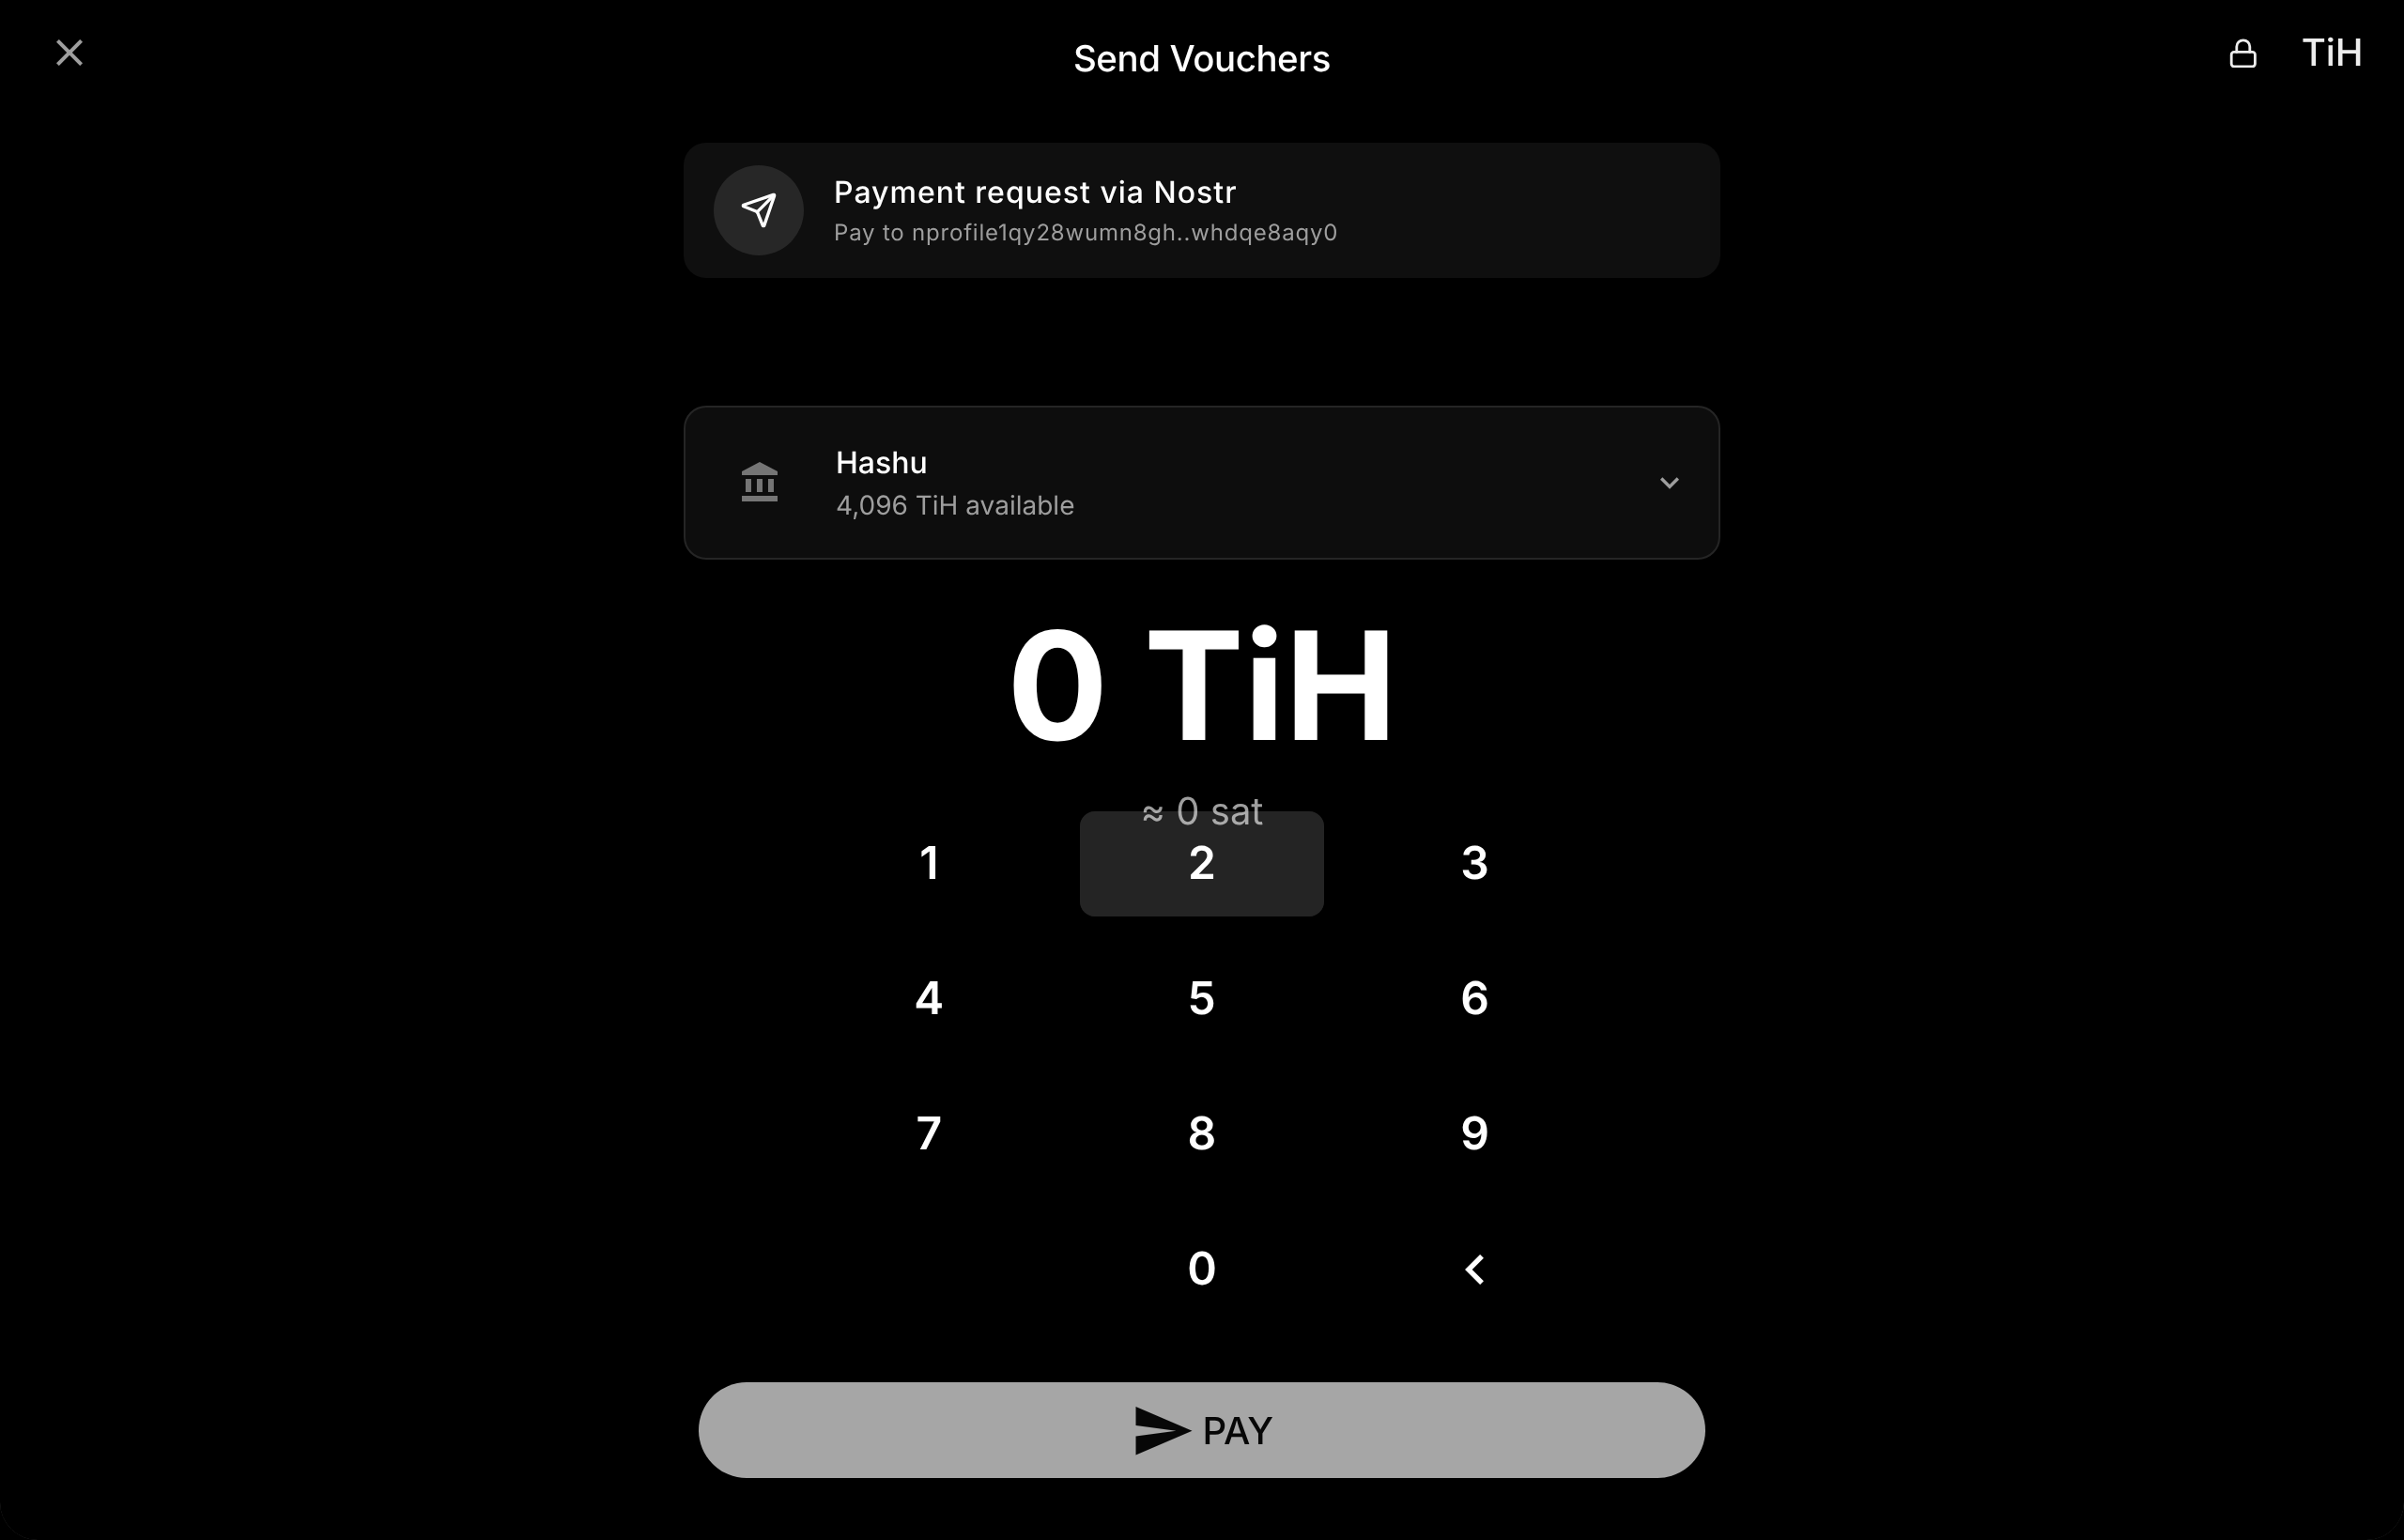 Send Vouchers
TiH
Payment request via Nostr
Pay to nprofile1qy28wumn8gh..whdqe8aqy0
Hashu
4,096 TiH available
0 TiH
≈ 0 sat
1 2 3
4 5 6
7 8 9
0
PAY